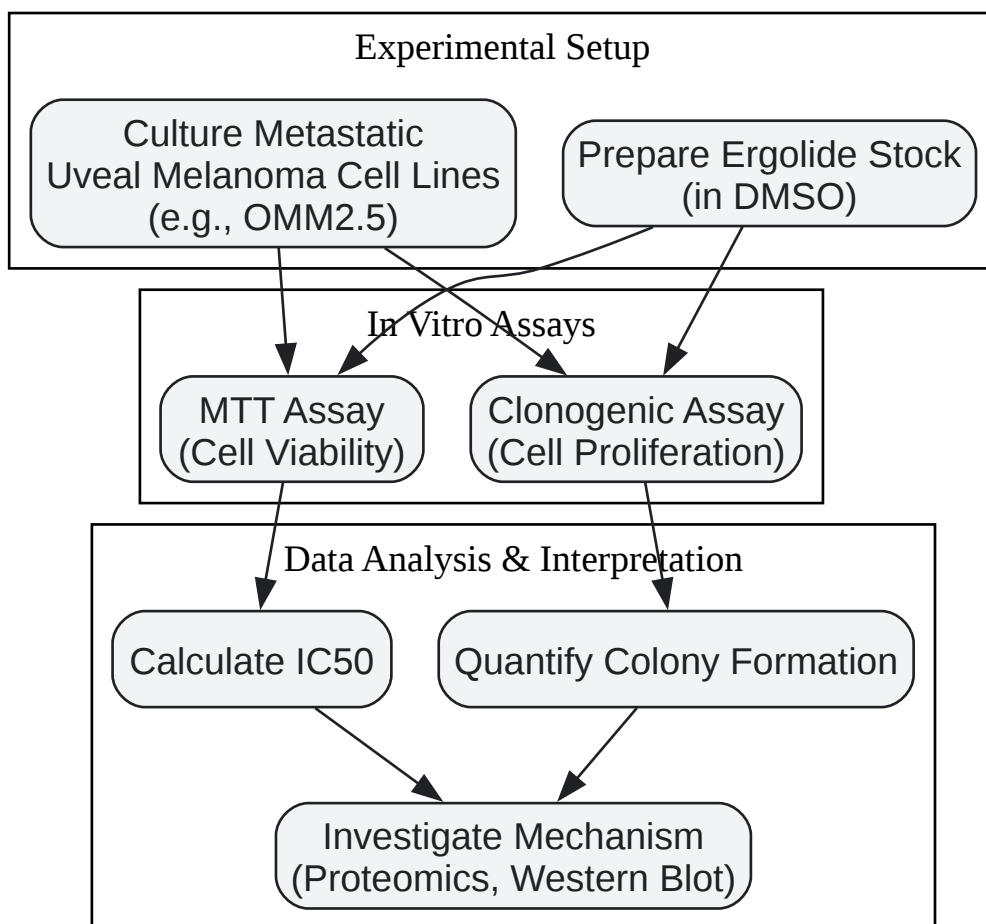 Experimental Setup
Culture Metastatic
Uveal Melanoma Cell Lines
(e.g., OMM2.5)
Prepare Ergolide Stock
(in DMSO)
In Vitro Assays
MTT Assay
(Cell Viability)
Clonogenic Assay
(Cell Proliferation)
Data Analysis & Interpretation
Calculate IC50
Quantify Colony Formation
Investigate Mechanism
(Proteomics, Western Blot)